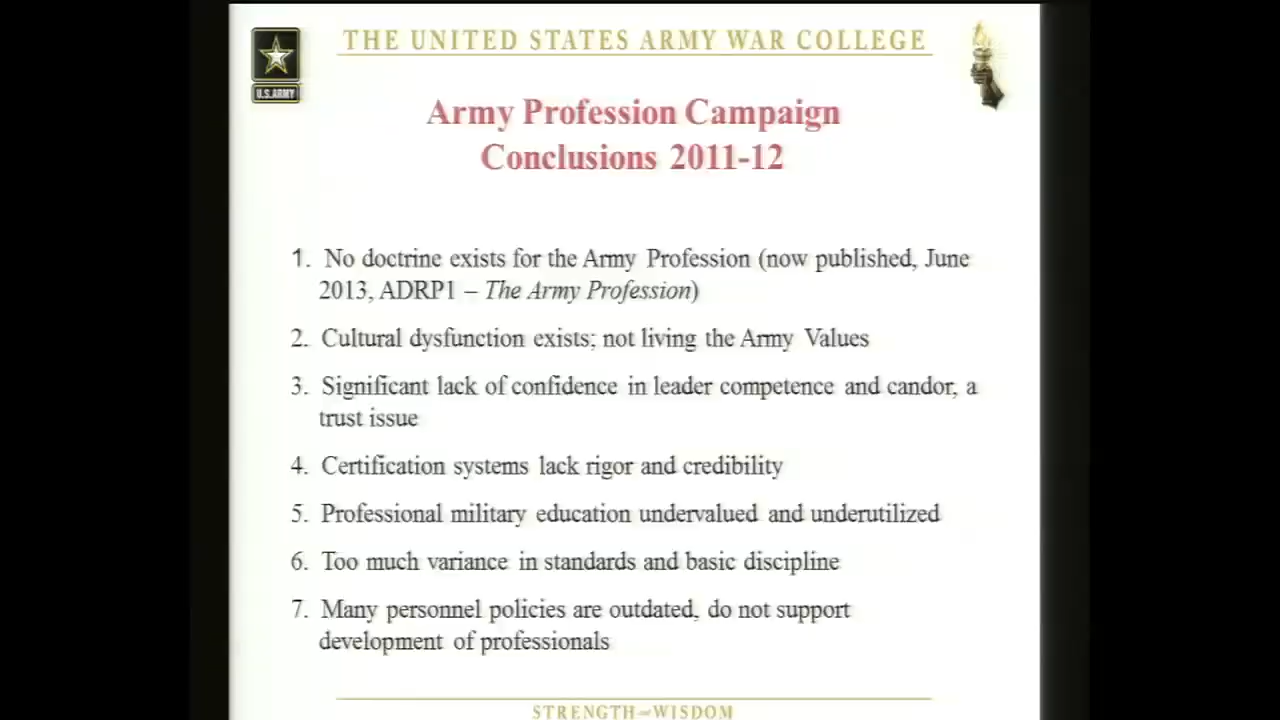 THE UNITED STATES ARMY WAR COLLEGE
U.S.ARMY
Army Profession Campaign
Conclusions 2011-12
1. No doctrine exists for the Army Profession (now published, June
2013, ADRP1 – The Army Profession)
2. Cultural dysfunction exists; not living the Army Values
3. Significant lack of confidence in leader competence and candor, a
trust issue
4. Certification systems lack rigor and credibility
5. Professional military education undervalued and underutilized
6. Too much variance in standards and basic discipline
7. Many personnel policies are outdated, do not support
development of professionals
STRENGTH and WISDOM